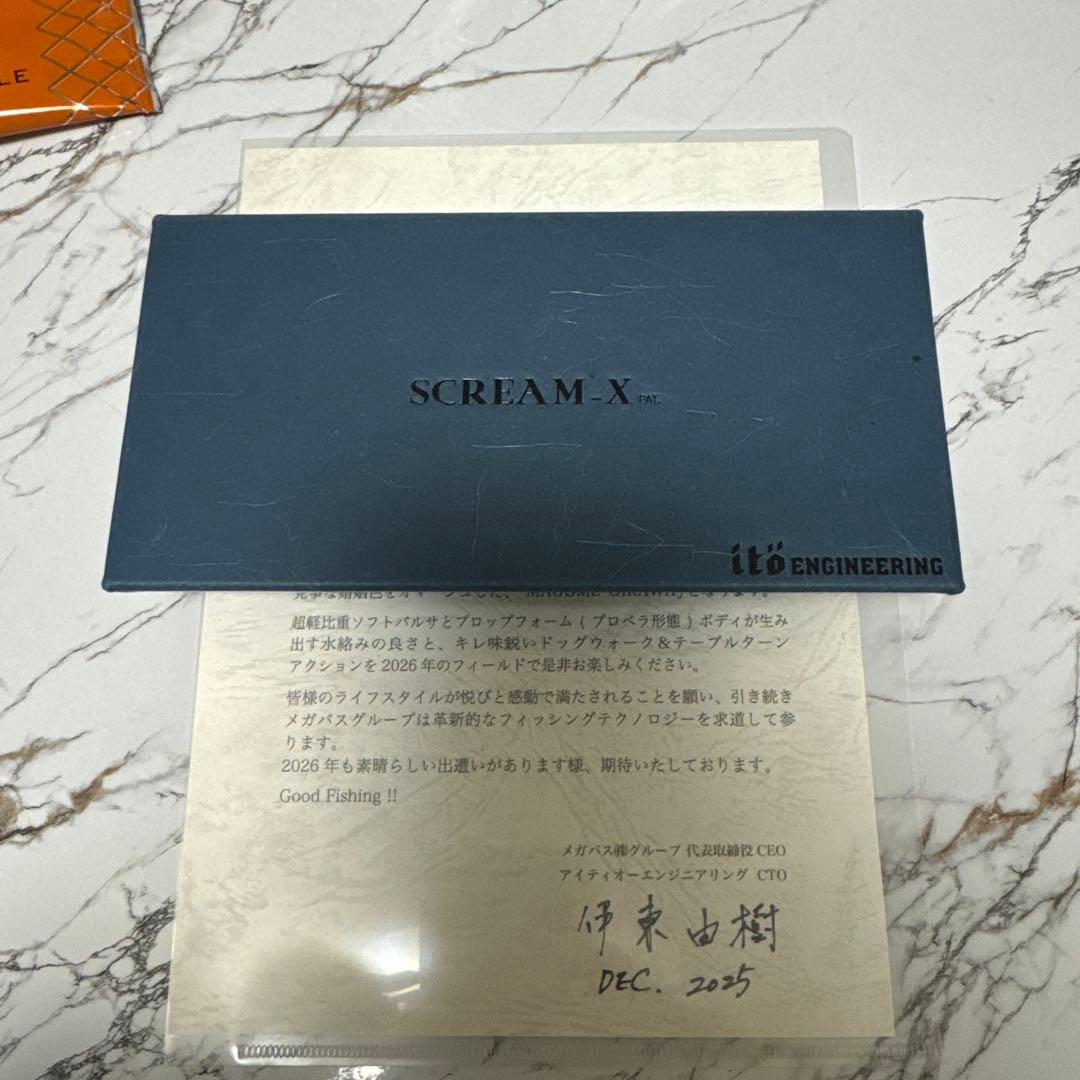 LE
SCREAM-X PAT.
itö ENGINEERING
超軽比重ソフトバルサとプロップフォーム ( プロペラ形態 ) ボディが生み
出す水絡みの良さと、キレ味鋭いドッグウォーク＆テーブルターン
アクションを 2026 年のフィールドで是非お楽しみください。
皆様のライフスタイルが悦びと感動で満たされることを願い、引き続き
メガバスグループは革新的なフィッシングテクノロジーを求道して参
ります。
2026 年も素晴らしい出遭いがあります様、期待いたしております。
Good Fishing !!
メガバス㈱グループ 代表取締役 CEO
アイティオーエンジニアリング CTO
伊東由樹
DEC. 2025